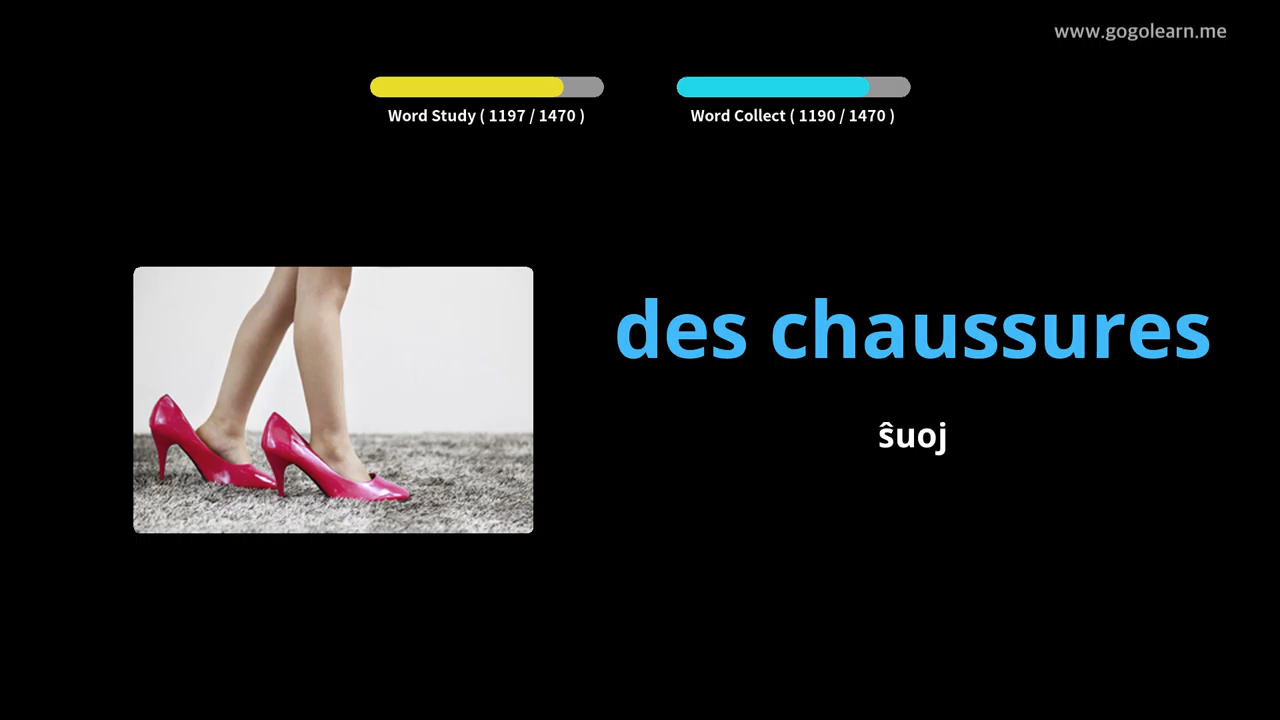 www.gogolearn.me
Word Study ( 1197 / 1470 )
Word Collect ( 1190 / 1470 )
des chaussures
ŝuoj